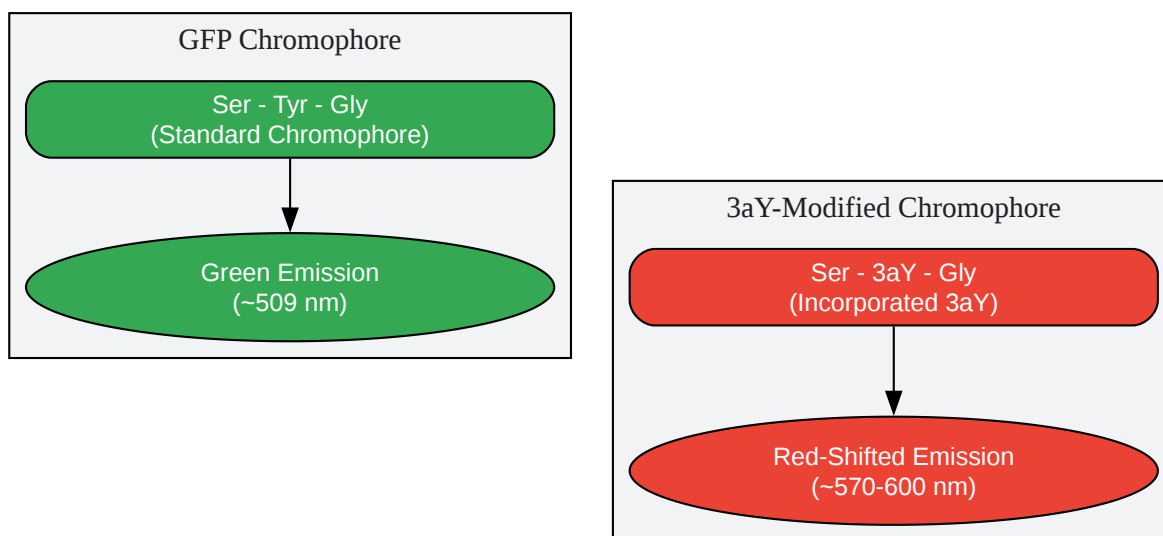 GFP Chromophore
Ser - Tyr - Gly
(Standard Chromophore)
Green Emission
(~509 nm)
3aY-Modified Chromophore
Ser - 3aY - Gly
(Incorporated 3aY)
Red-Shifted Emission
(~570-600 nm)